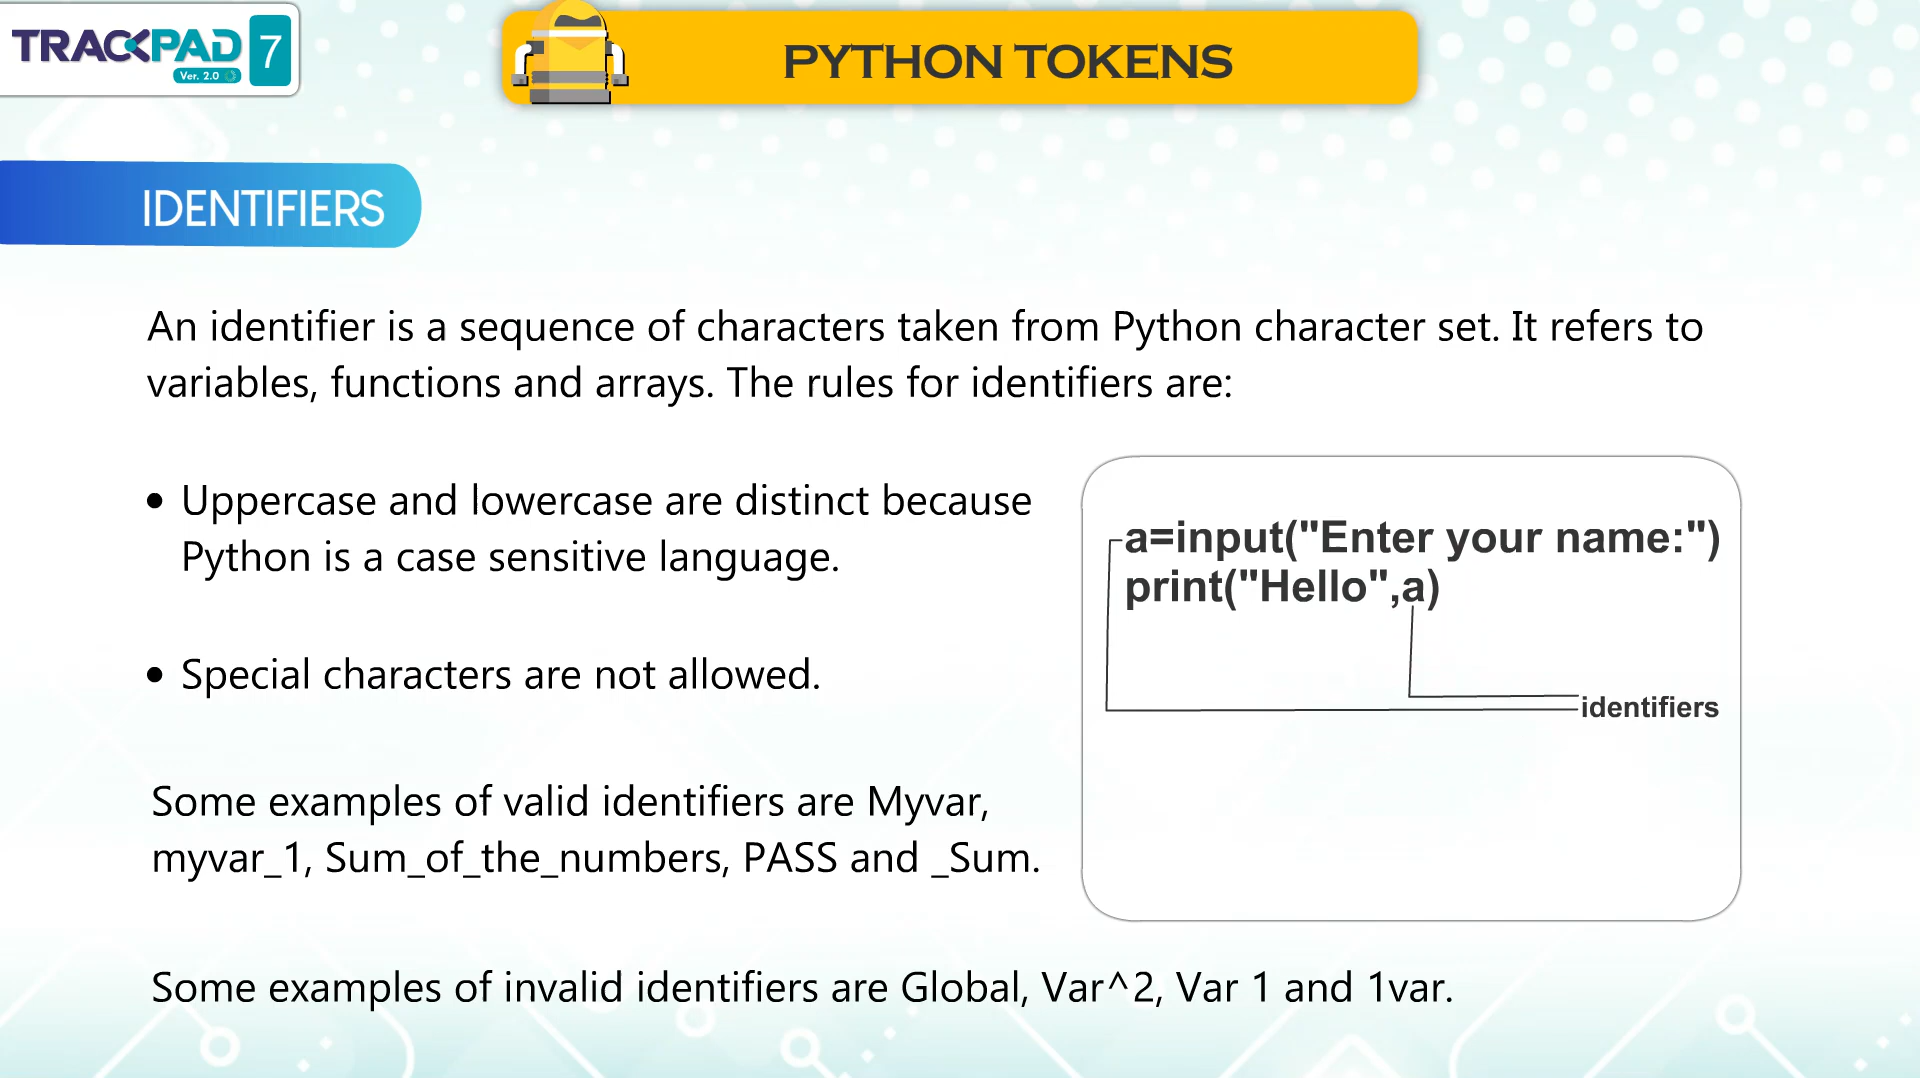 TRACKPAD 7
Ver. 2.0
PYTHON TOKENS
IDENTIFIERS
An identifier is a sequence of characters taken from Python character set. It refers to
variables, functions and arrays. The rules for identifiers are:
• Uppercase and lowercase are distinct because
Python is a case sensitive language.
• Special characters are not allowed.
Some examples of valid identifiers are Myvar,
myvar_1, Sum_of_the_numbers, PASS and _Sum.
a=input("Enter your name:")
print("Hello",a)
identifiers
Some examples of invalid identifiers are Global, Var^2, Var 1 and 1var.